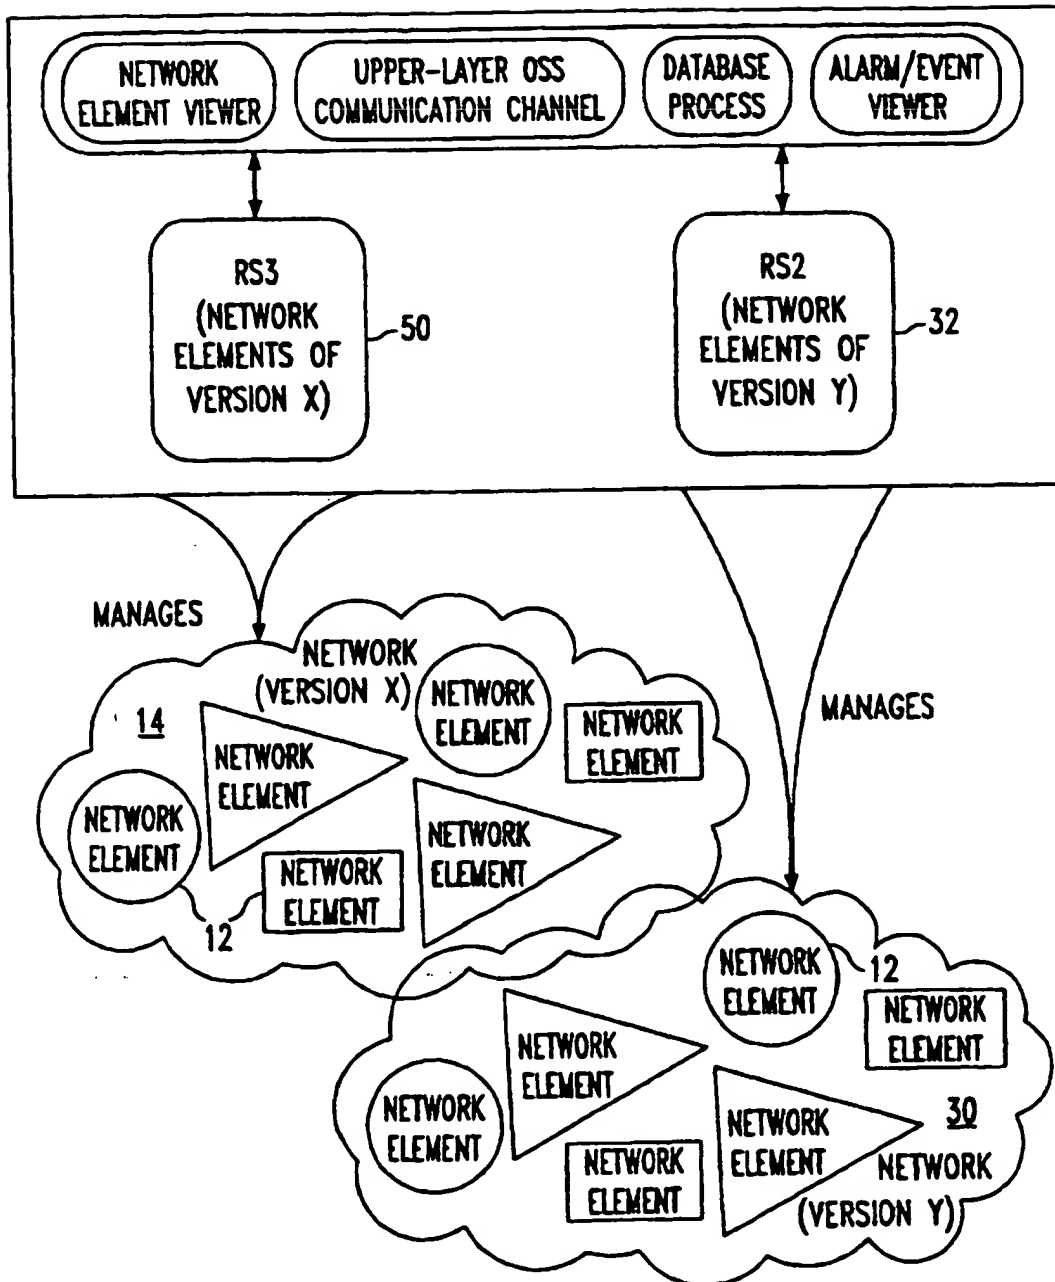 NETWORK
ELEMENT VIEWER
UPPER-LAYER OSS
COMMUNICATION CHANNEL
DATABASE
PROCESS
ALARM/EVENT
VIEWER
RS3
(NETWORK
ELEMENTS OF
VERSION X)
50
RS2
(NETWORK
ELEMENTS OF
VERSION Y)
32
MANAGES
MANAGES
NETWORK
(VERSION X)
14
NETWORK
ELEMENT
NETWORK
ELEMENT
NETWORK
ELEMENT
NETWORK
ELEMENT
NETWORK
ELEMENT
NETWORK
ELEMENT
12
NETWORK
ELEMENT
12
NETWORK
ELEMENT
NETWORK
ELEMENT
NETWORK
ELEMENT
NETWORK
ELEMENT
NETWORK
ELEMENT
30
NETWORK
(VERSION Y)